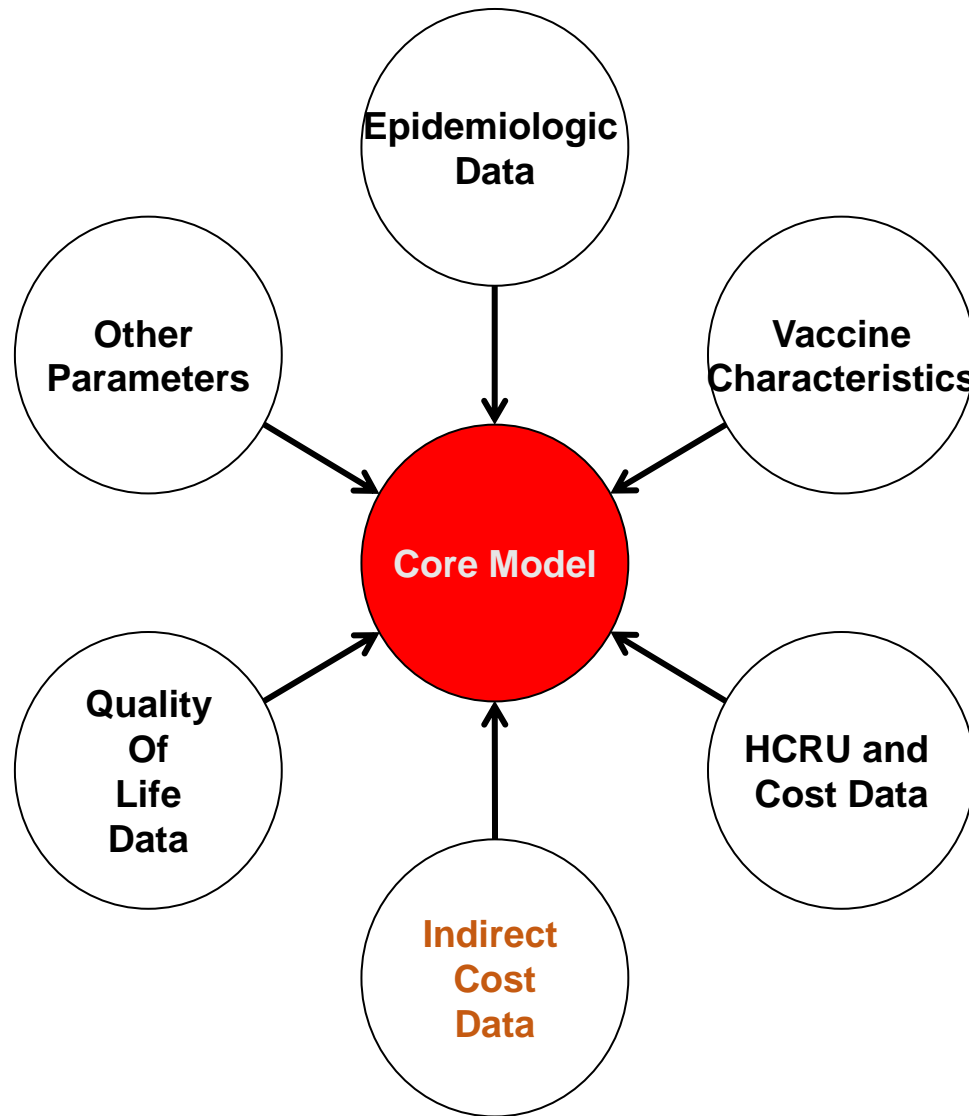 Epidemiologic
Data
Other
Parameters
Vaccine
Characteristics
Core Model
Quality
Of
Life
Data
HCRU and
Cost Data
Indirect
Cost
Data